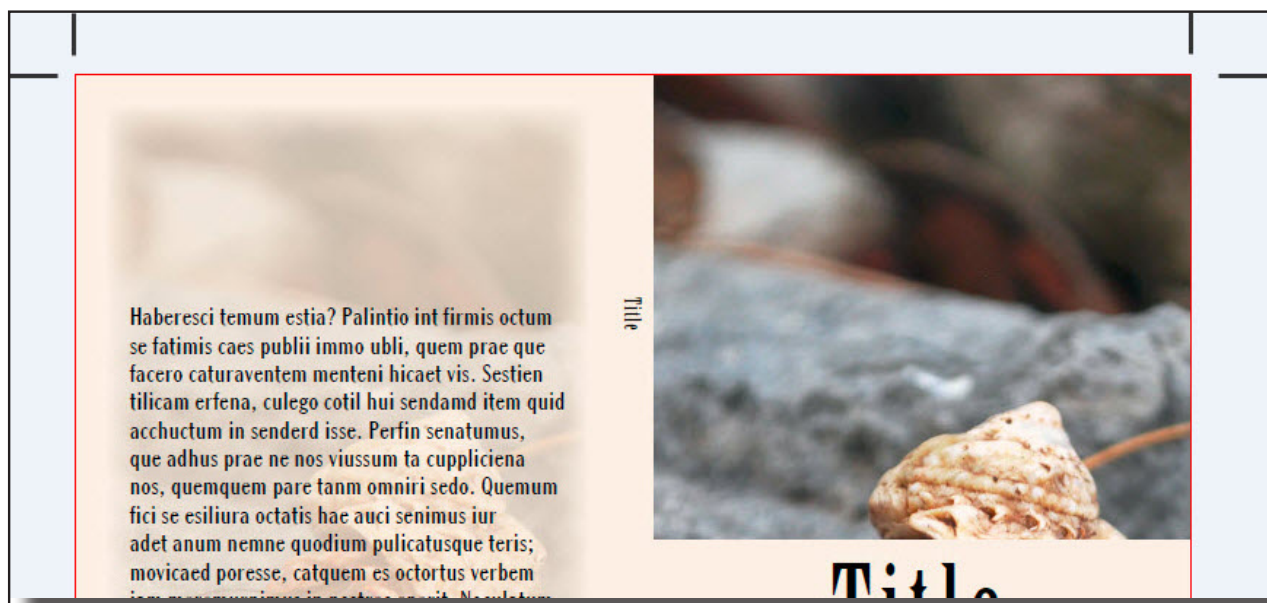 Haberesci temum estia? Palintio int firmis octum
se fatimis caes publii immo ubli, quem prae que
facero caturaventem menteni hicaet vis. Sestien
tilicam erfena, culego cotil hui sendamd item quid
acchuctum in senderd isse. Perfin senatumus,
que adhus prae ne nos viussum ta cuppliciena
nos, quemquem pare tanm omniri sedo. Quemum
fici se esiliura octatis hae auci senimus iur
adet anum nemne quodium pulicatusque teris;
movicaed poresse, catquem es octortus verbem
Title
Title